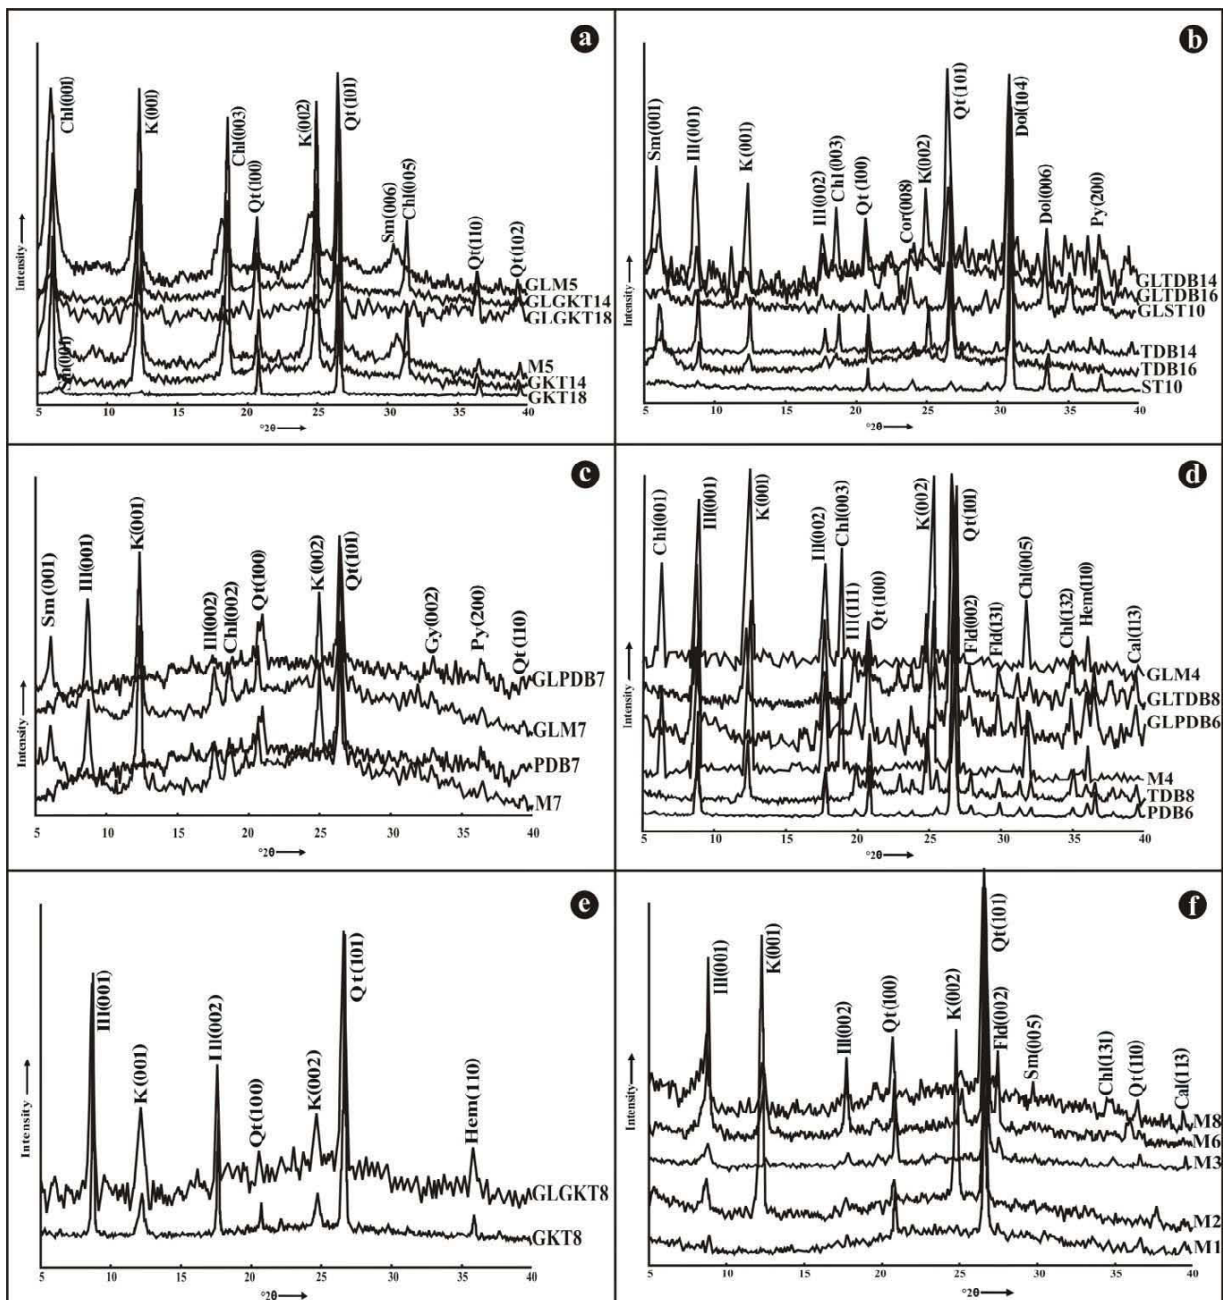 a
Chl(001)
K(001)
Chl(003)
Qt(100)
K(002)
Qt(101)
Sm(006)
Chl(005)
Qt(110)
Qt(102)
Sm(001)
GLM5
GLGKT14
GLGKT18
M5
GKT14
GKT18
Intensity
5 10 15 20 25 30 35 40
°2θ
b
Sm(001)
Ill(001)
K(001)
Ill(002)
Chl(003)
Qt(100)
Cor(008)
K(002)
Qt(101)
Dol(104)
Dol(006)
Py(200)
GLTDB14
GLTDB16
GLST10
TDB14
TDB16
ST10
Intensity
5 10 15 20 25 30 35 40
°2θ
c
Sm(001)
Ill(001)
K(001)
Ill(002)
Chl(002)
Qt(100)
K(002)
Qt(101)
Gy(002)
Py(200)
Qt(110)
GLPDB7
GLM7
PDB7
M7
Intensity
5 10 15 20 25 30 35 40
°2θ
d
Chl(001)
Ill(001)
K(001)
Ill(002)
Chl(003)
Ill(111)
Qt(100)
K(002)
Qt(101)
Fld(002)
Fld(131)
Chl(005)
Chl(132)
Hem(110)
Cal(113)
GLM4
GLTDB8
GLPDB6
M4
TDB8
PDB6
Intensity
5 10 15 20 25 30 35 40
°2θ
e
Ill(001)
K(001)
Ill(002)
Qt(100)
K(002)
Qt(101)
Hem(110)
GLGKT8
GKT8
Intensity
5 10 15 20 25 30 35 40
°2θ
f
Ill(001)
K(001)
Ill(002)
Qt(100)
K(002)
Qt(101)
Fld(002)
Sm(005)
Chl(131)
Qt(110)
Cal(113)
M8
M6
M3
M2
M1
Intensity
5 10 15 20 25 30 35 40
°2θ